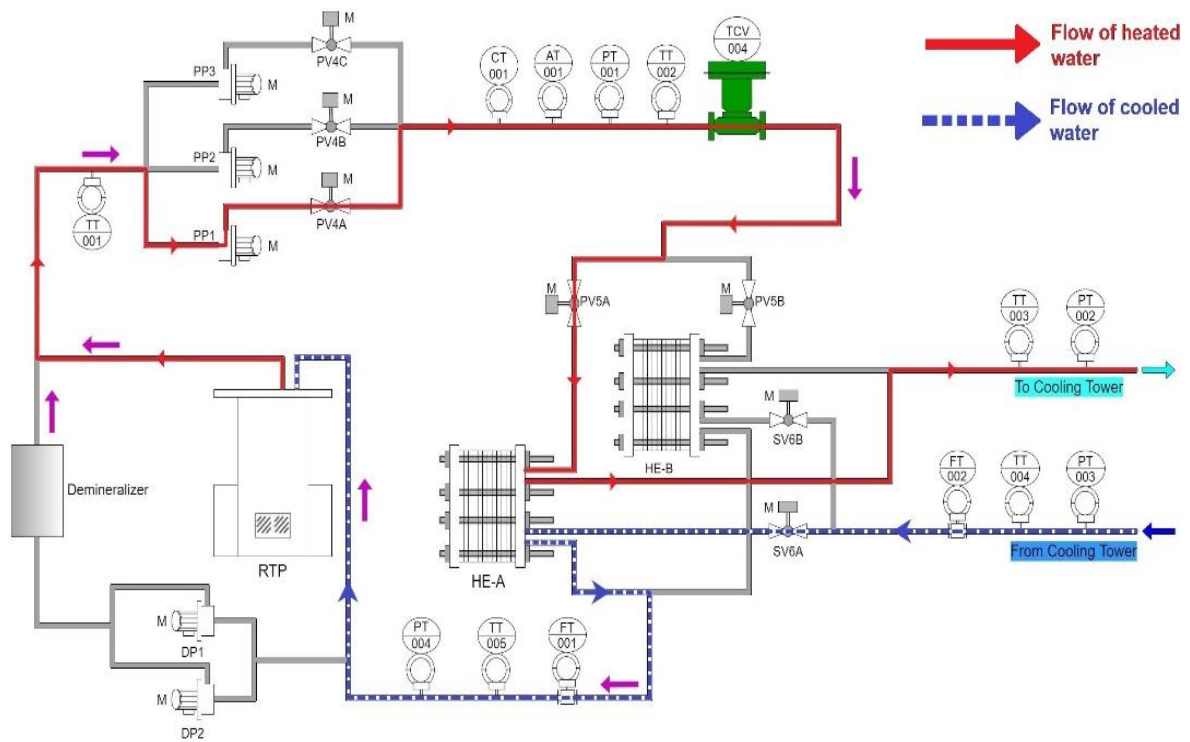 Flow of heated
water
Flow of cooled
water
M
PV4C
PP3
M
M
PV4B
PP2
M
M
PV4A
PP1
M
TT
001
CT
001
AT
001
PT
001
TT
002
TCV
004
M
PV5A
M
PV5B
TT
003
PT
002
To Cooling Tower
M
SV6B
HE-B
FT
002
TT
004
PT
003
M
SV6A
From Cooling Tower
HE-A
Demineralizer
RTP
M
DP1
M
DP2
PT
004
TT
005
FT
001